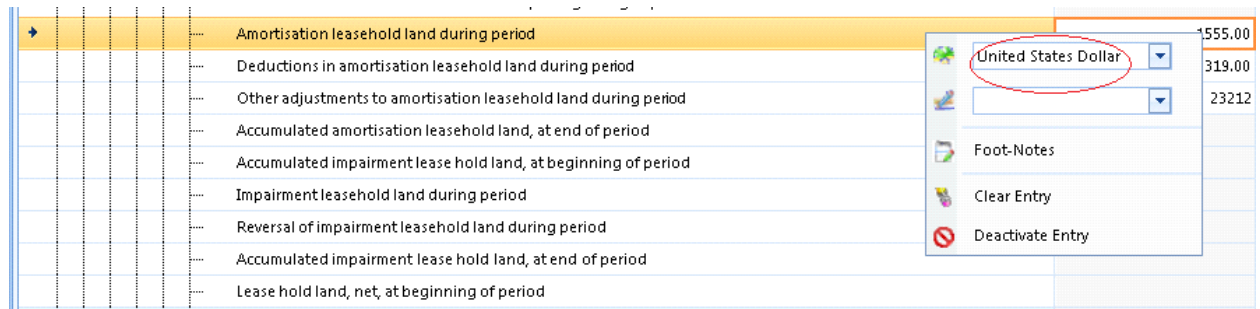 Amortisation leasehold land during period 1555.00
United States Dollar
Deductions in amortisation leasehold land during period 319.00
Other adjustments to amortisation leasehold land during period 23212
Accumulated amortisation leasehold land, at end of period
Foot-Notes
Accumulated impairment lease hold land, at beginning of period
Impairment leasehold land during period
Clear Entry
Reversal of impairment leasehold land during period
Deactivate Entry
Accumulated impairment lease hold land, at end of period
Lease hold land, net, at beginning of period